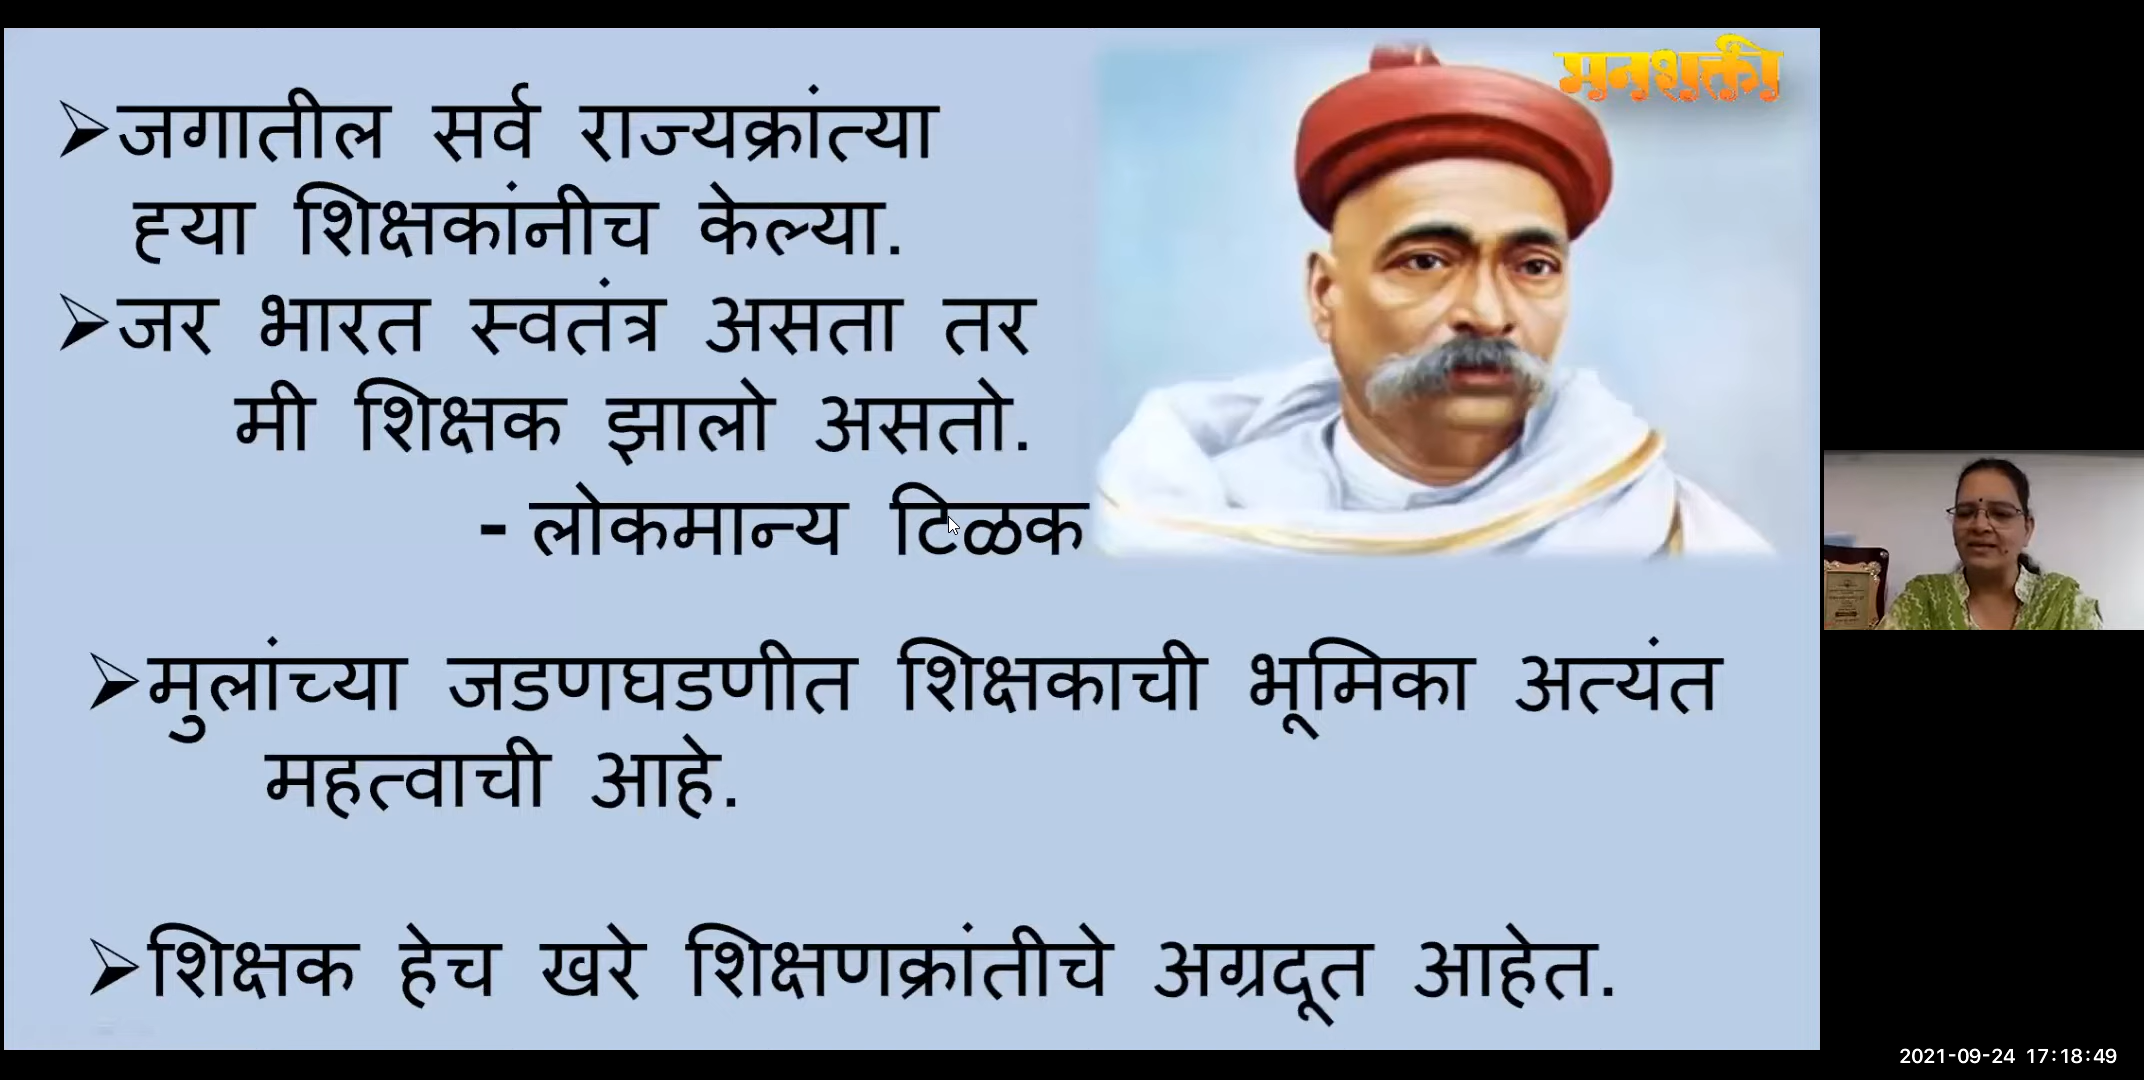 मनशक्ती
➢जगातील सर्व राज्यक्रांत्या
ह्या शिक्षकांनीच केल्या.
➢जर भारत स्वतंत्र असता तर
मी शिक्षक झालो असतो.
- लोकमान्य टिळक
➢मुलांच्या जडणघडणीत शिक्षकाची भूमिका अत्यंत
महत्वाची आहे.
➢शिक्षक हेच खरे शिक्षणक्रांतीचे अग्रदूत आहेत.
2021-09-24 17:18:49